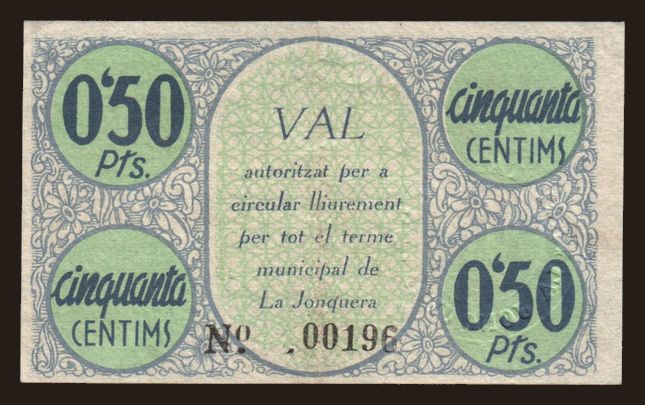 0'50
Pts.
cinquanta
CENTIMS
VAL
autoritzat per a
circular lliurement
per tot el terme
municipal de
La Jonquera
cinquanta
CENTIMS
0'50
Pts.
Nº .00196